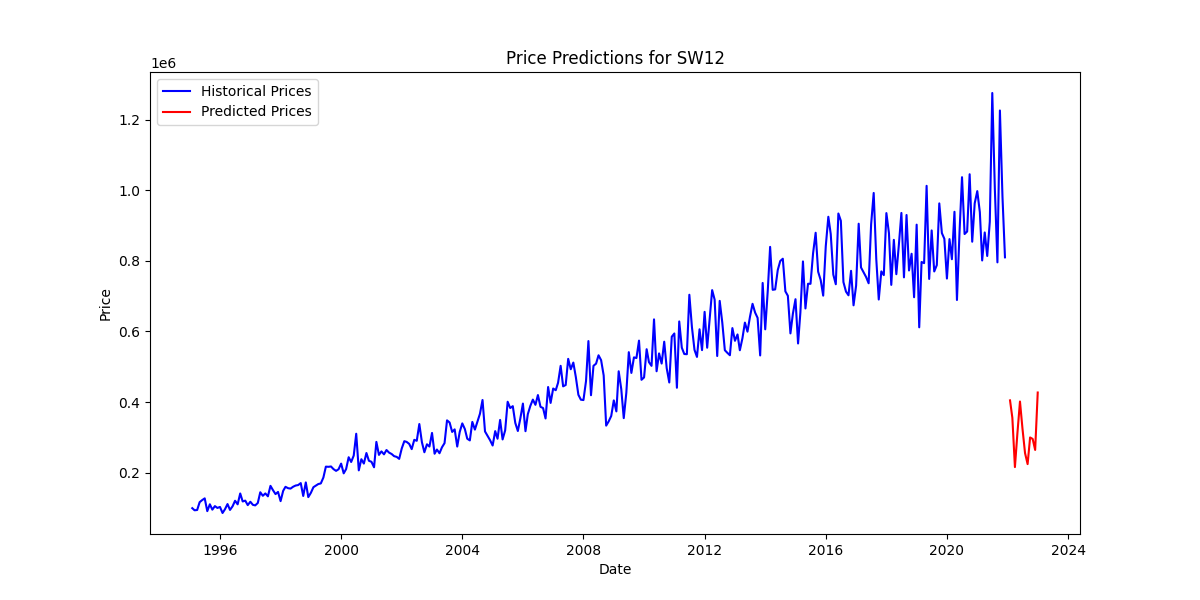 Price Predictions for SW12
1e6
Historical Prices
Predicted Prices
1.2
1.0
0.8
0.6
0.4
0.2
Price
1996 2000 2004 2008 2012 2016 2020 2024
Date